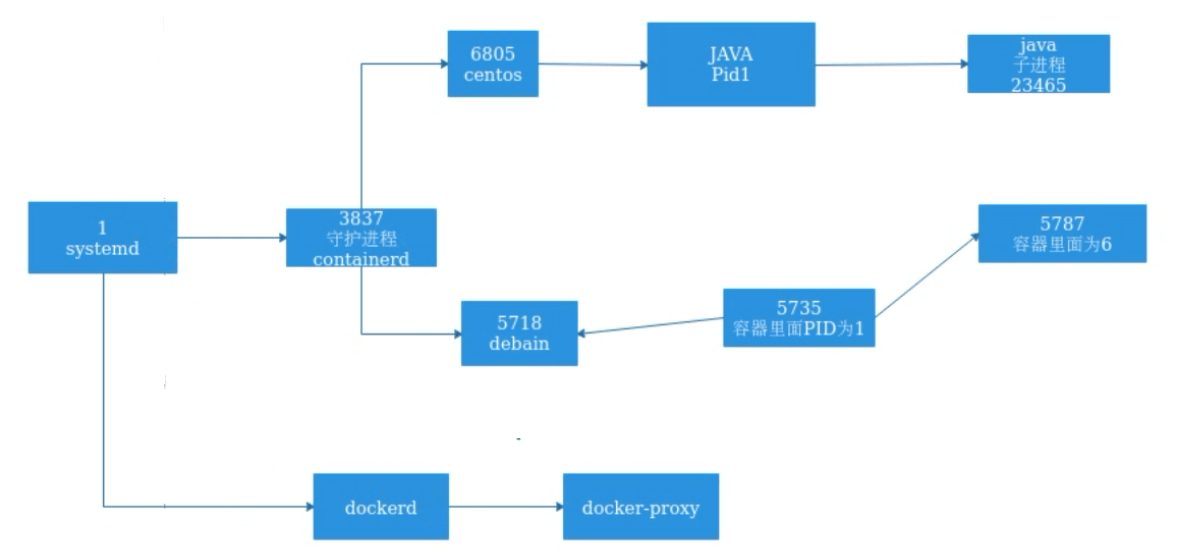 6805
centos
JAVA
Pid1
java
子进程
23465
1
systemd
3837
守护进程
containerd
5787
容器里面为6
5735
容器里面PID为1
5718
debain
dockerd
docker-proxy